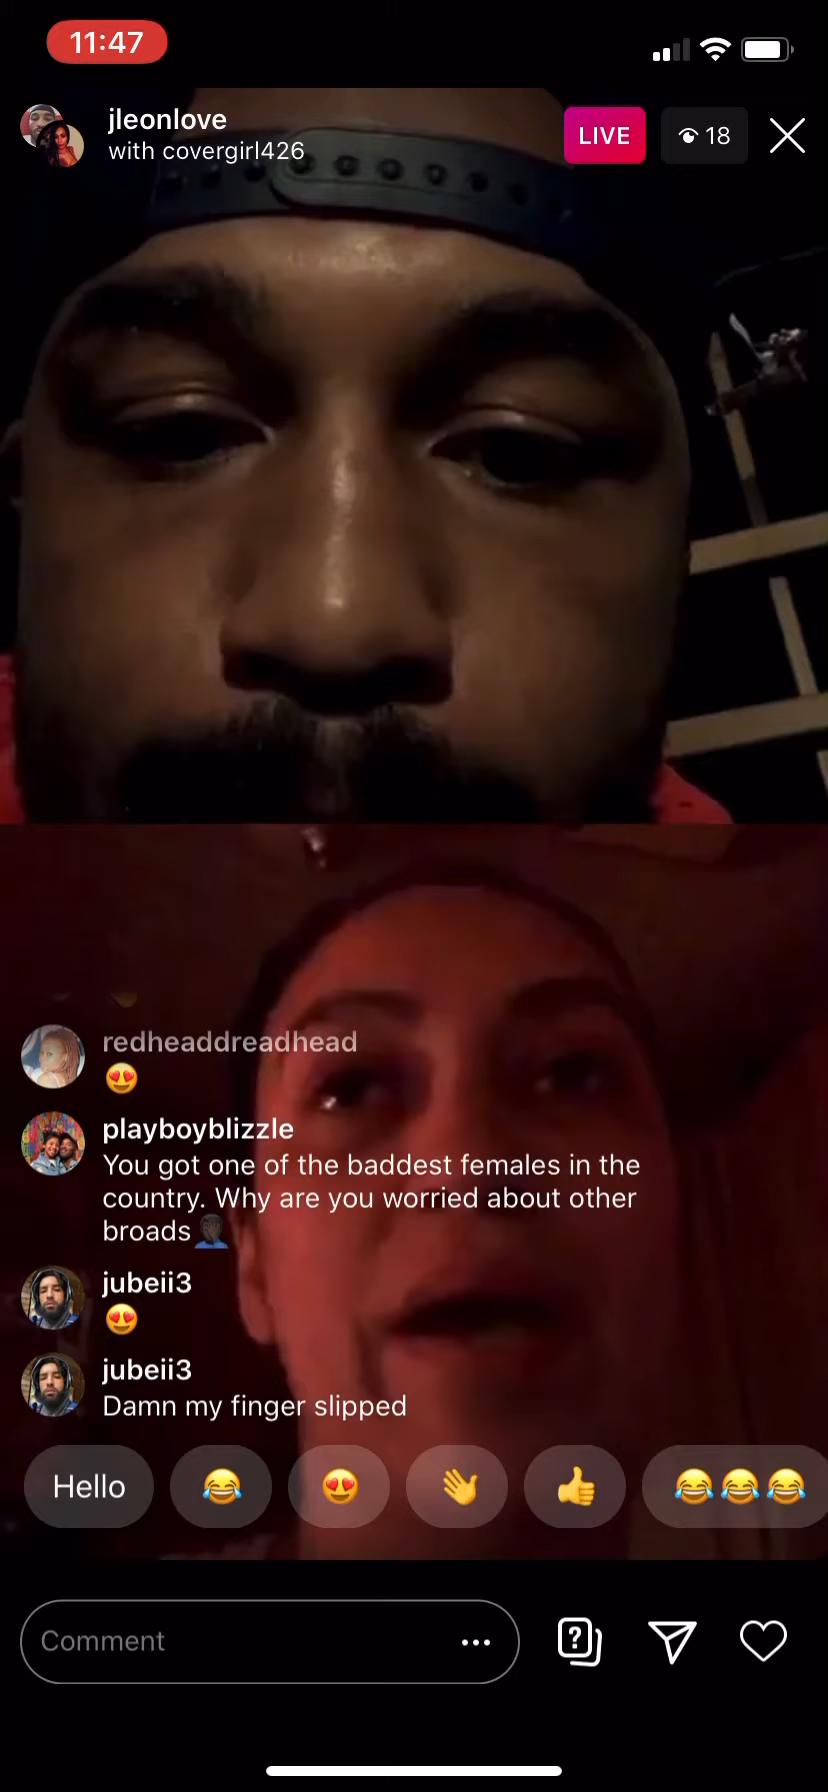 11:47
jleonlove
with covergirl426
LIVE
18
redheaddreadhead
😍
playboyblizzle
You got one of the baddest females in the
country. Why are you worried about other
broads🤦🏿‍♂️
jubeii3
😍
jubeii3
Damn my finger slipped
Hello 😂 😍 👋 👍 😂😂😂
Comment